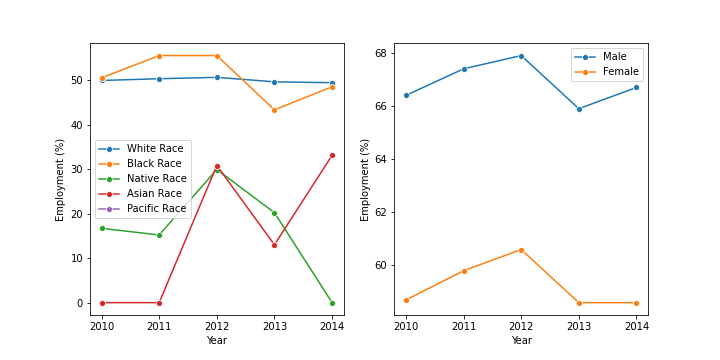 50
40
30
20
10
0
Employment (%)
White Race
Black Race
Native Race
Asian Race
Pacific Race
2010 2011 2012 2013 2014
Year
68
66
64
62
60
Employment (%)
Male
Female
2010 2011 2012 2013 2014
Year